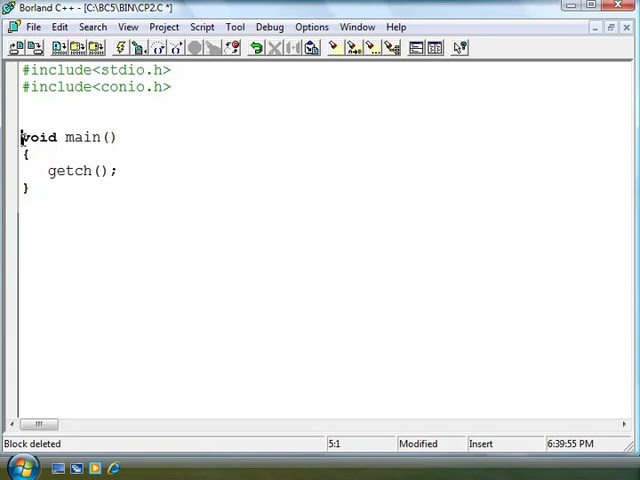 Borland C++ - [C:\BC5\BIN\CP2.C *]
File Edit Search View Project Script Tool Debug Options Window Help
#include<stdio.h>
#include<conio.h>
void main()
{
getch();
}
Block deleted 5:1 Modified Insert 6:39:55 PM